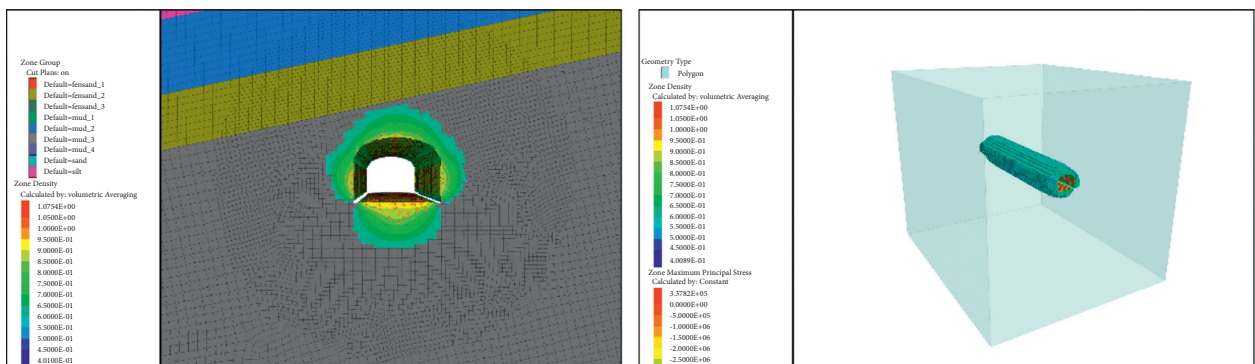 Zone Group
Cut Plans: on
Default=fensand_1
Default=fensand_2
Default=fensand_3
Default=mud_1
Default=mud_2
Default=mud_3
Default=mud_4
Default=sand
Default=silt
Zone Density
Calculated by: volumetric Averaging
1.0754E+00
1.0500E+00
1.0000E+00
9.5000E-01
9.0000E-01
8.5000E-01
8.0000E-01
7.5000E-01
7.0000E-01
6.5000E-01
6.0000E-01
5.5000E-01
5.0000E-01
4.5000E-01
4.0100E-01
Geometry Type
Polygon
Zone Density
Calculated by: volumetric Averaging
1.0754E+00
1.0500E+00
1.0000E+00
9.5000E-01
9.0000E-01
8.5000E-01
8.0000E-01
7.5000E-01
7.0000E-01
6.5000E-01
6.0000E-01
5.0000E-01
5.0000E-01
4.5000E-01
4.0089E-01
Zone Maximum Principal Stress
Calculated by: Constant
3.3782E+05
0.0000E+00
-5.0000E+05
-1.0000E+06
-1.5000E+06
-2.0000E+06
-2.5000E+06